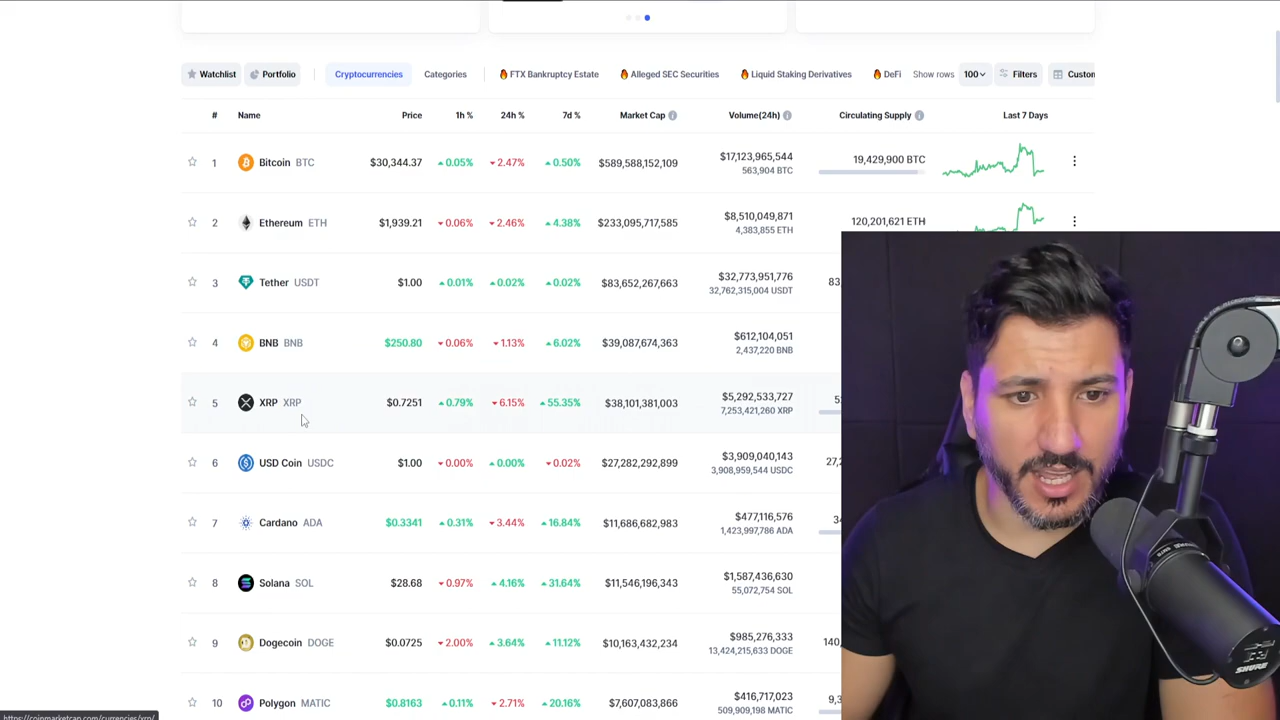 Watchlist Portfolio Cryptocurrencies Categories FTX Bankruptcy Estate Alleged SEC Securities Liquid Staking Derivatives DeFi Show rows 100 Filters Custom
# Name Price 1h % 24h % 7d % Market Cap Volume(24h) Circulating Supply Last 7 Days
1 Bitcoin BTC $30,344.37 0.05% 2.47% 0.50% $589,588,152,109 $17,123,965,544 19,429,900 BTC
563,904 BTC
2 Ethereum ETH $1,939.21 0.06% 2.46% 4.38% $233,095,717,585 $8,510,049,871 120,201,621 ETH
4,383,855 ETH
3 Tether USDT $1.00 0.01% 0.02% 0.02% $83,652,267,663 $32,773,951,776 83,
32,762,315,004 USDT
4 BNB BNB $250.80 0.06% 1.13% 6.02% $39,087,674,363 $612,104,051
2,437,220 BNB
5 XRP XRP $0.7251 0.79% 6.15% 55.35% $38,101,381,003 $5,292,533,727
7,253,421,260 XRP
6 USD Coin USDC $1.00 0.00% 0.00% 0.02% $27,282,292,899 $3,909,040,143 27,
3,908,959,544 USDC
7 Cardano ADA $0.3341 0.31% 3.44% 16.84% $11,686,682,983 $477,116,576
1,423,997,786 ADA
8 Solana SOL $28.68 0.97% 4.16% 31.64% $11,546,196,343 $1,587,436,630
55,072,754 SOL
9 Dogecoin DOGE $0.0725 2.00% 3.64% 11.12% $10,163,432,234 $985,276,333 140,
13,424,215,633 DOGE
10 Polygon MATIC $0.8163 0.11% 2.71% 20.16% $7,607,083,866 $416,717,023 9,3
509,909,198 MATIC
https://coinmarketcap.com/currencies/xrp/
SHURE